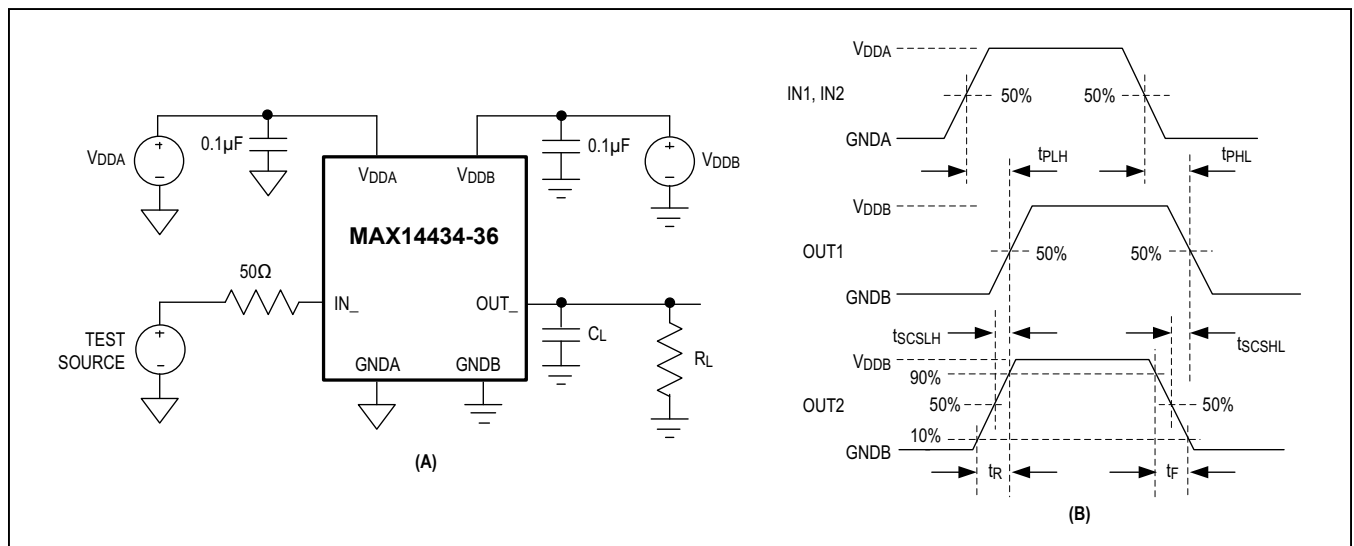 VDDA
0.1µF
0.1µF
VDDB
VDDA
VDDB
MAX14434-36
50Ω
IN_
OUT_
TEST
SOURCE
CL
RL
GNDA
GNDB
(A)
VDDA
IN1, IN2
50%
50%
GNDA
tPLH
tPHL
VDDB
OUT1
50%
50%
GNDB
tSCSLH
tSCSHL
VDDB
90%
OUT2
50%
50%
10%
GNDB
tR
tF
(B)